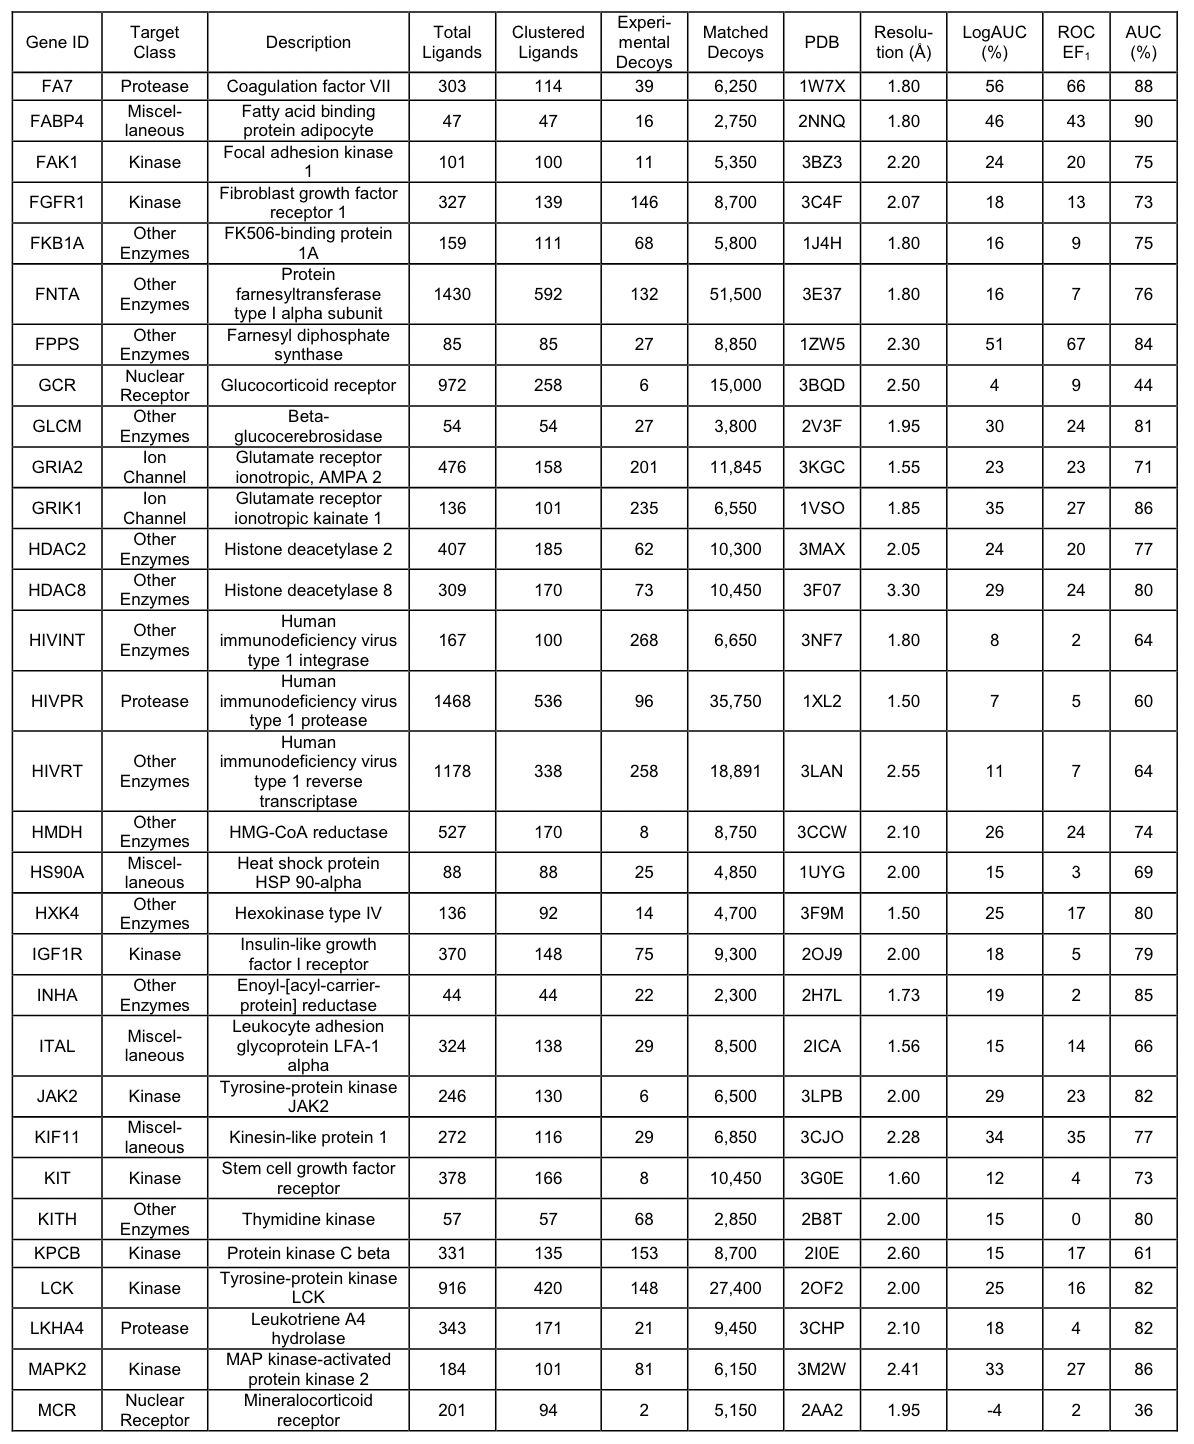 Gene ID Target Class Description Total Ligands Clustered Ligands Experi-mental Decoys Matched Decoys PDB Resolu-tion (Å) LogAUC (%) ROC EF₁ AUC (%)
FA7 Protease Coagulation factor VII 303 114 39 6,250 1W7X 1.80 56 66 88
FABP4 Miscel-laneous Fatty acid binding protein adipocyte 47 47 16 2,750 2NNQ 1.80 46 43 90
FAK1 Kinase Focal adhesion kinase 1 101 100 11 5,350 3BZ3 2.20 24 20 75
FGFR1 Kinase Fibroblast growth factor receptor 1 327 139 146 8,700 3C4F 2.07 18 13 73
FKB1A Other Enzymes FK506-binding protein 1A 159 111 68 5,800 1J4H 1.80 16 9 75
FNTA Other Enzymes Protein farnesyltransferase type I alpha subunit 1430 592 132 51,500 3E37 1.80 16 7 76
FPPS Other Enzymes Farnesyl diphosphate synthase 85 85 27 8,850 1ZW5 2.30 51 67 84
GCR Nuclear Receptor Glucocorticoid receptor 972 258 6 15,000 3BQD 2.50 4 9 44
GLCM Other Enzymes Beta-glucocerebrosidase 54 54 27 3,800 2V3F 1.95 30 24 81
GRIA2 Ion Channel Glutamate receptor ionotropic, AMPA 2 476 158 201 11,845 3KGC 1.55 23 23 71
GRIK1 Ion Channel Glutamate receptor ionotropic kainate 1 136 101 235 6,550 1VSO 1.85 35 27 86
HDAC2 Other Enzymes Histone deacetylase 2 407 185 62 10,300 3MAX 2.05 24 20 77
HDAC8 Other Enzymes Histone deacetylase 8 309 170 73 10,450 3F07 3.30 29 24 80
HIVINT Other Enzymes Human immunodeficiency virus type 1 integrase 167 100 268 6,650 3NF7 1.80 8 2 64
HIVPR Protease Human immunodeficiency virus type 1 protease 1468 536 96 35,750 1XL2 1.50 7 5 60
HIVRT Other Enzymes Human immunodeficiency virus type 1 reverse transcriptase 1178 338 258 18,891 3LAN 2.55 11 7 64
HMDH Other Enzymes HMG-CoA reductase 527 170 8 8,750 3CCW 2.10 26 24 74
HS90A Miscel-laneous Heat shock protein HSP 90-alpha 88 88 25 4,850 1UYG 2.00 15 3 69
HXK4 Other Enzymes Hexokinase type IV 136 92 14 4,700 3F9M 1.50 25 17 80
IGF1R Kinase Insulin-like growth factor I receptor 370 148 75 9,300 2OJ9 2.00 18 5 79
INHA Other Enzymes Enoyl-[acyl-carrier-protein] reductase 44 44 22 2,300 2H7L 1.73 19 2 85
ITAL Miscel-laneous Leukocyte adhesion glycoprotein LFA-1 alpha 324 138 29 8,500 2ICA 1.56 15 14 66
JAK2 Kinase Tyrosine-protein kinase JAK2 246 130 6 6,500 3LPB 2.00 29 23 82
KIF11 Miscel-laneous Kinesin-like protein 1 272 116 29 6,850 3CJO 2.28 34 35 77
KIT Kinase Stem cell growth factor receptor 378 166 8 10,450 3G0E 1.60 12 4 73
KITH Other Enzymes Thymidine kinase 57 57 68 2,850 2B8T 2.00 15 0 80
KPCB Kinase Protein kinase C beta 331 135 153 8,700 2I0E 2.60 15 17 61
LCK Kinase Tyrosine-protein kinase LCK 916 420 148 27,400 2OF2 2.00 25 16 82
LKHA4 Protease Leukotriene A4 hydrolase 343 171 21 9,450 3CHP 2.10 18 4 82
MAPK2 Kinase MAP kinase-activated protein kinase 2 184 101 81 6,150 3M2W 2.41 33 27 86
MCR Nuclear Receptor Mineralocorticoid receptor 201 94 2 5,150 2AA2 1.95 -4 2 36